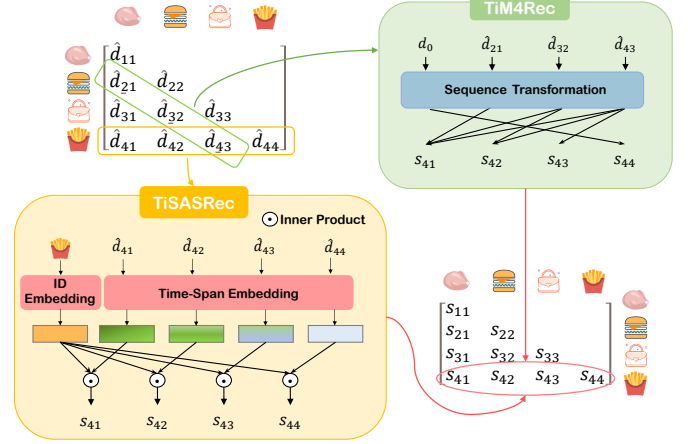 TiM4Rec
d₀ d̂₂₁ d̂₃₂ d̂₄₃
Sequence Transformation
s₄₁ s₄₂ s₄₃ s₄₄
d̂₁₁
d̂₂₁ d̂₂₂
d̂₃₁ d̂₃₂ d̂₃₃
d̂₄₁ d̂₄₂ d̂₄₃ d̂₄₄
TiSASRec
Inner Product
d̂₄₁ d̂₄₂ d̂₄₃ d̂₄₄
ID
Embedding
Time-Span Embedding
s₄₁ s₄₂ s₄₃ s₄₄
s₁₁
s₂₁ s₂₂
s₃₁ s₃₂ s₃₃
s₄₁ s₄₂ s₄₃ s₄₄